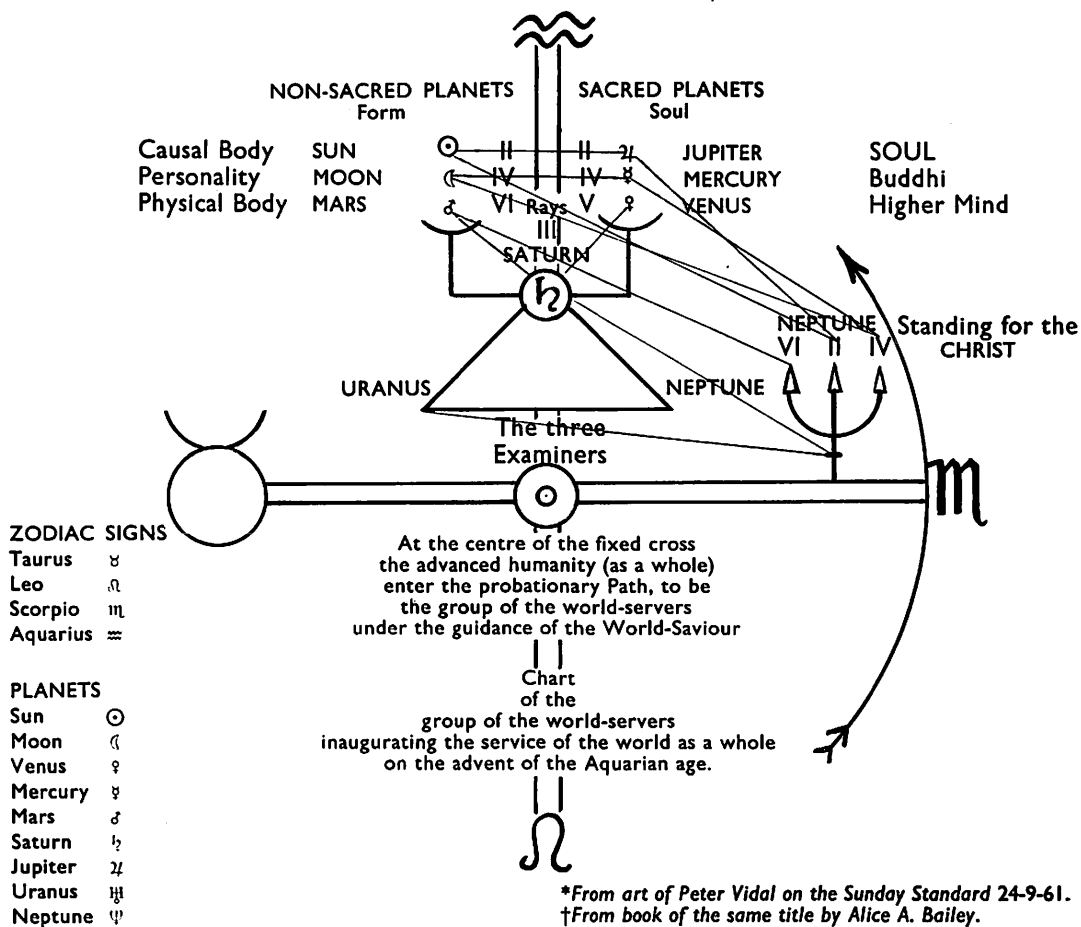 NON-SACRED PLANETS SACRED PLANETS
Form Soul
Causal Body SUN ☉ II II ♃ JUPITER SOUL
Personality MOON ☾ IV IV ☿ MERCURY Buddhi
Physical Body MARS ♂ VI Rays V ♀ VENUS Higher Mind
III
SATURN
♄
NEPTUNE Standing for the
VI II IV CHRIST
URANUS NEPTUNE
The three
Examiners
♏
☉
ZODIAC SIGNS
Taurus ♉
Leo ♌
Scorpio ♏
Aquarius ♒
At the centre of the fixed cross
the advanced humanity (as a whole)
enter the probationary Path, to be
the group of the world-servers
under the guidance of the World-Saviour
Chart
of the
group of the world-servers
inaugurating the service of the world as a whole
on the advent of the Aquarian age.
PLANETS
Sun ☉
Moon ☾
Venus ♀
Mercury ☿
Mars ♂
Saturn ♄
Jupiter ♃
Uranus ♅
Neptune ♆
♌
*From art of Peter Vidal on the Sunday Standard 24-9-61.
†From book of the same title by Alice A. Bailey.